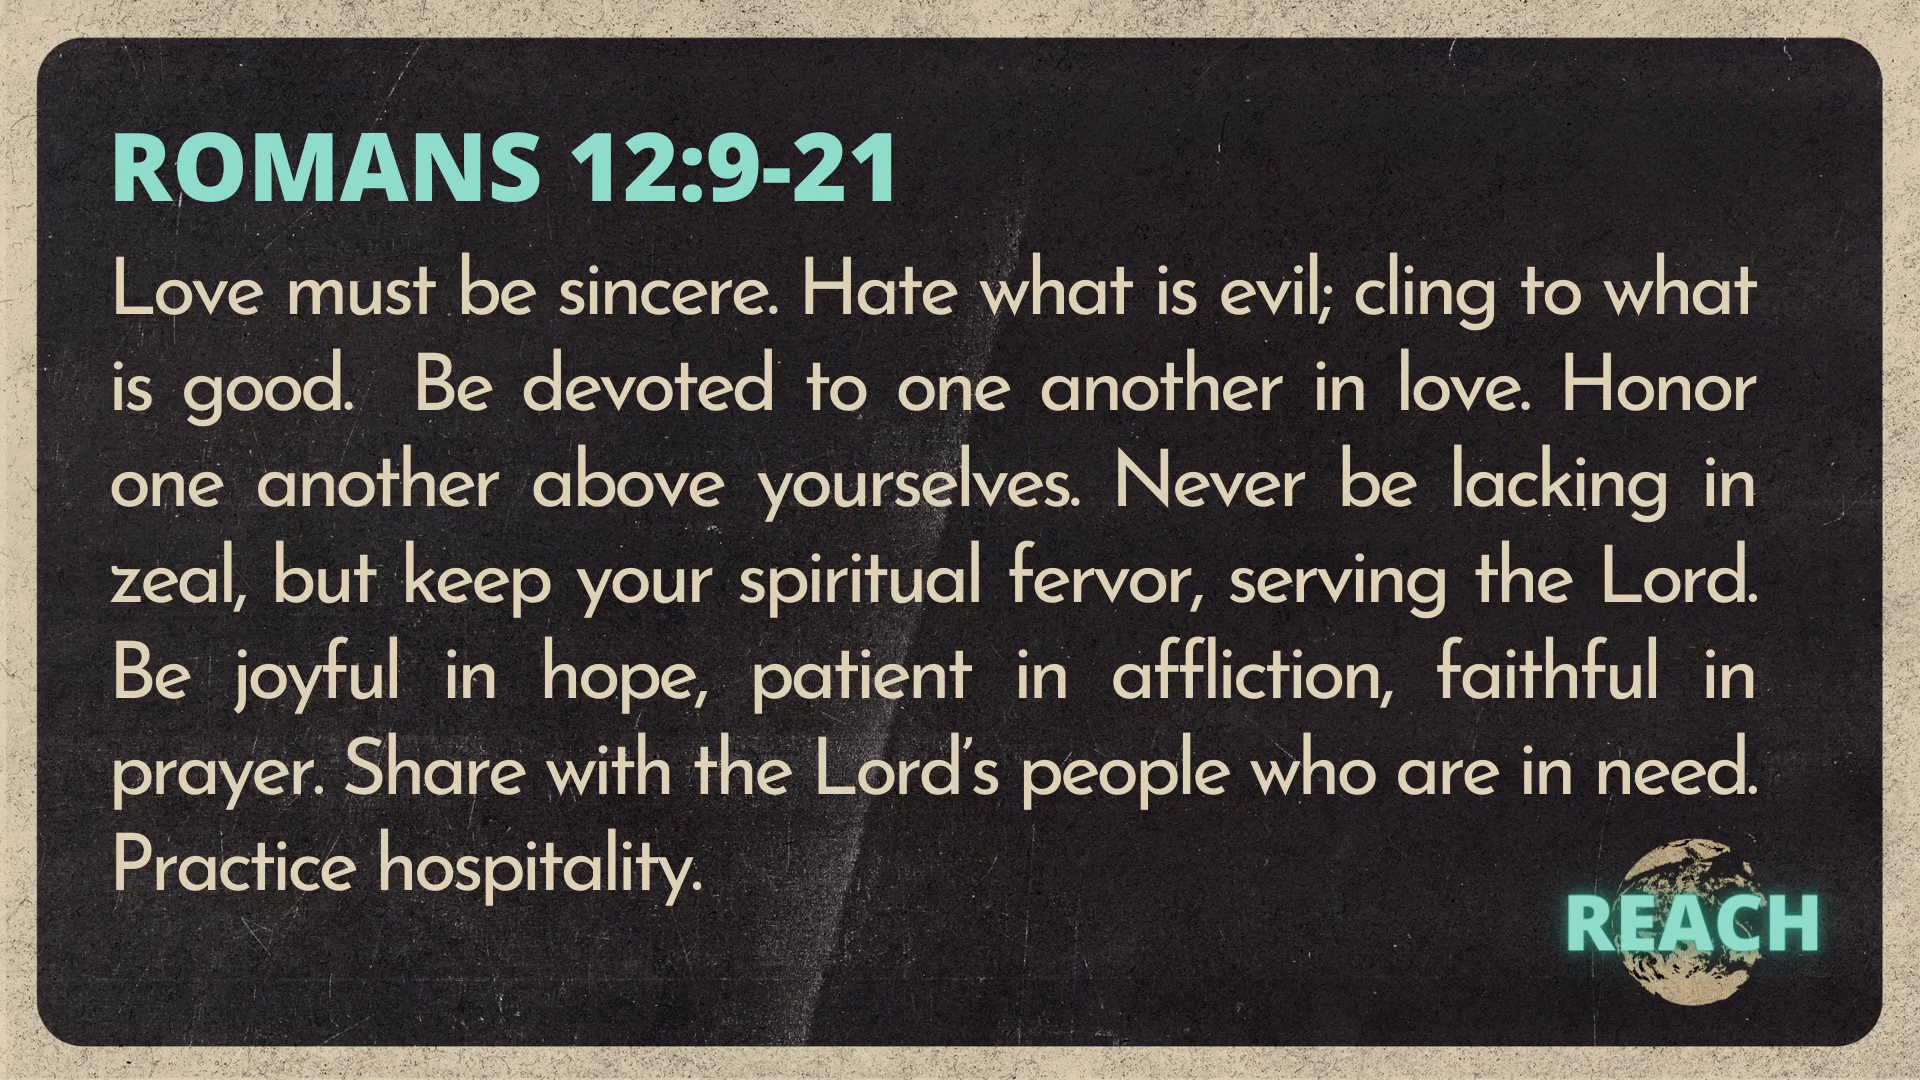 ROMANS 12:9-21
Love must be sincere. Hate what is evil; cling to what
is good.  Be devoted to one another in love. Honor
one another above yourselves. Never be lacking in
zeal, but keep your spiritual fervor, serving the Lord.
Be joyful in hope, patient in affliction, faithful in
prayer. Share with the Lord’s people who are in need.
Practice hospitality.
REACH